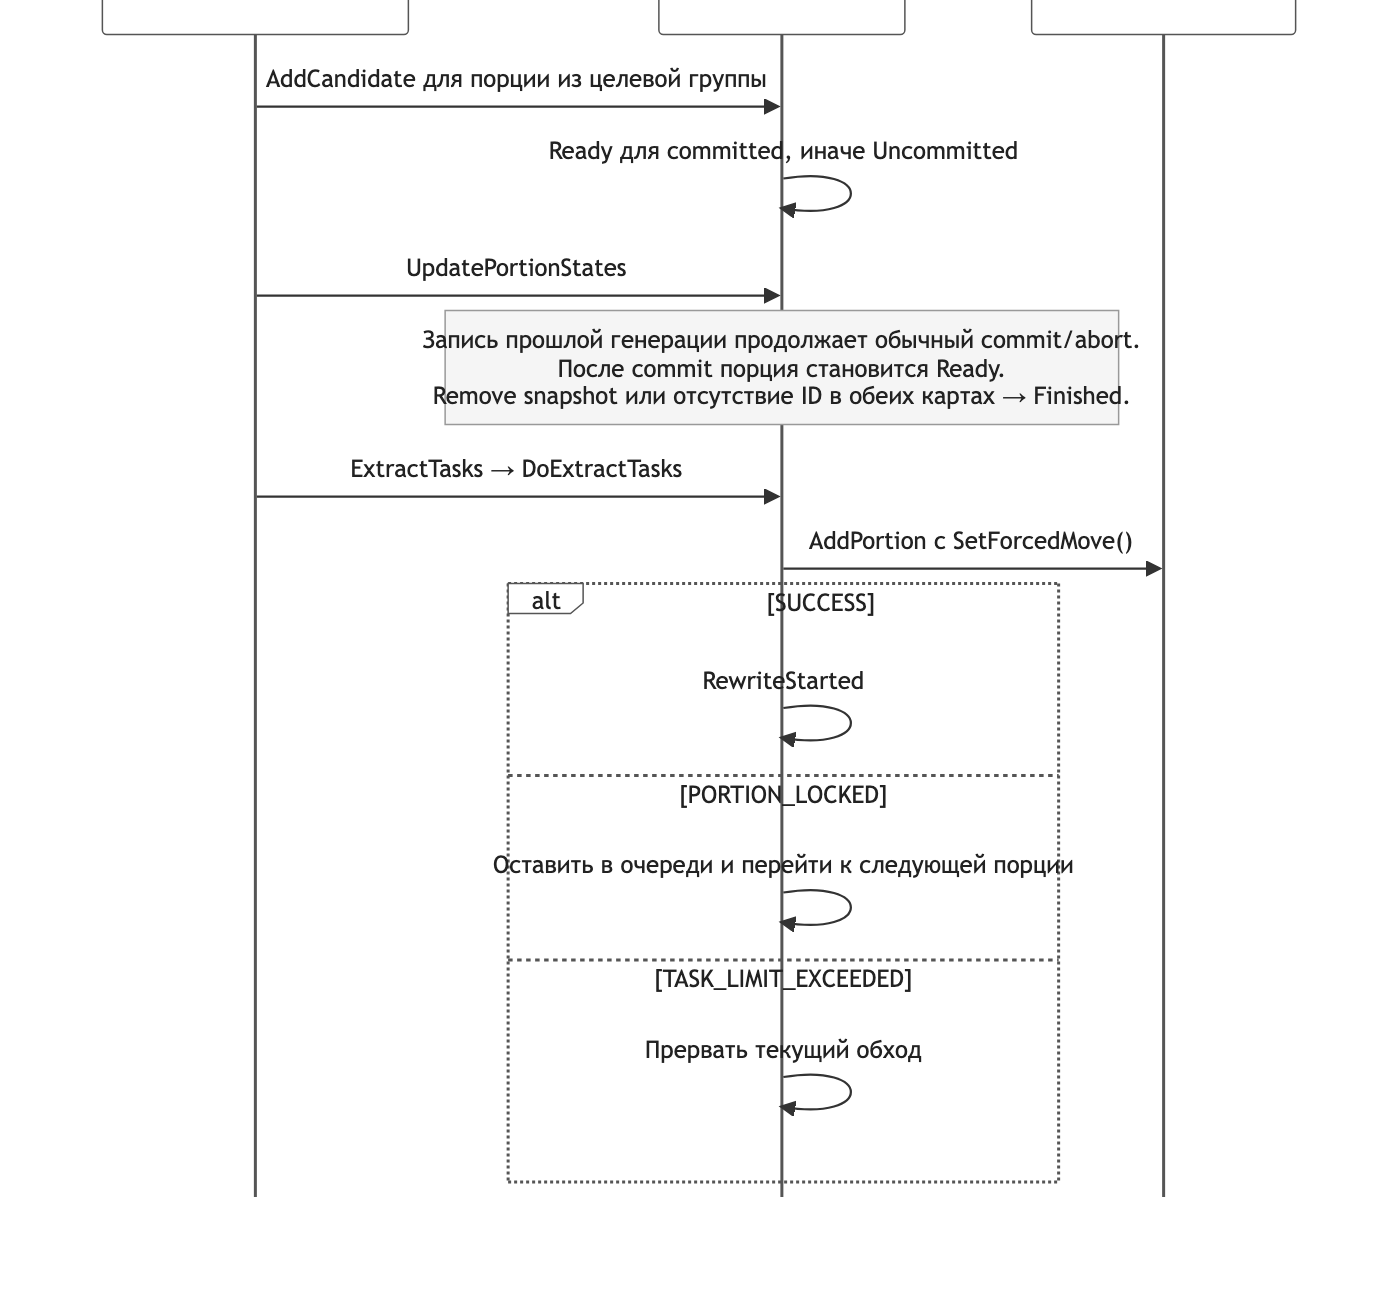 AddCandidate для порции из целевой группы
Ready для committed, иначе Uncommitted
UpdatePortionStates
Запись прошлой генерации продолжает обычный commit/abort.
После commit порция становится Ready.
Remove snapshot или отсутствие ID в обеих картах → Finished.
ExtractTasks → DoExtractTasks
AddPortion с SetForcedMove()
alt
[SUCCESS]
RewriteStarted
[PORTION_LOCKED]
Оставить в очереди и перейти к следующей порции
[TASK_LIMIT_EXCEEDED]
Прервать текущий обход